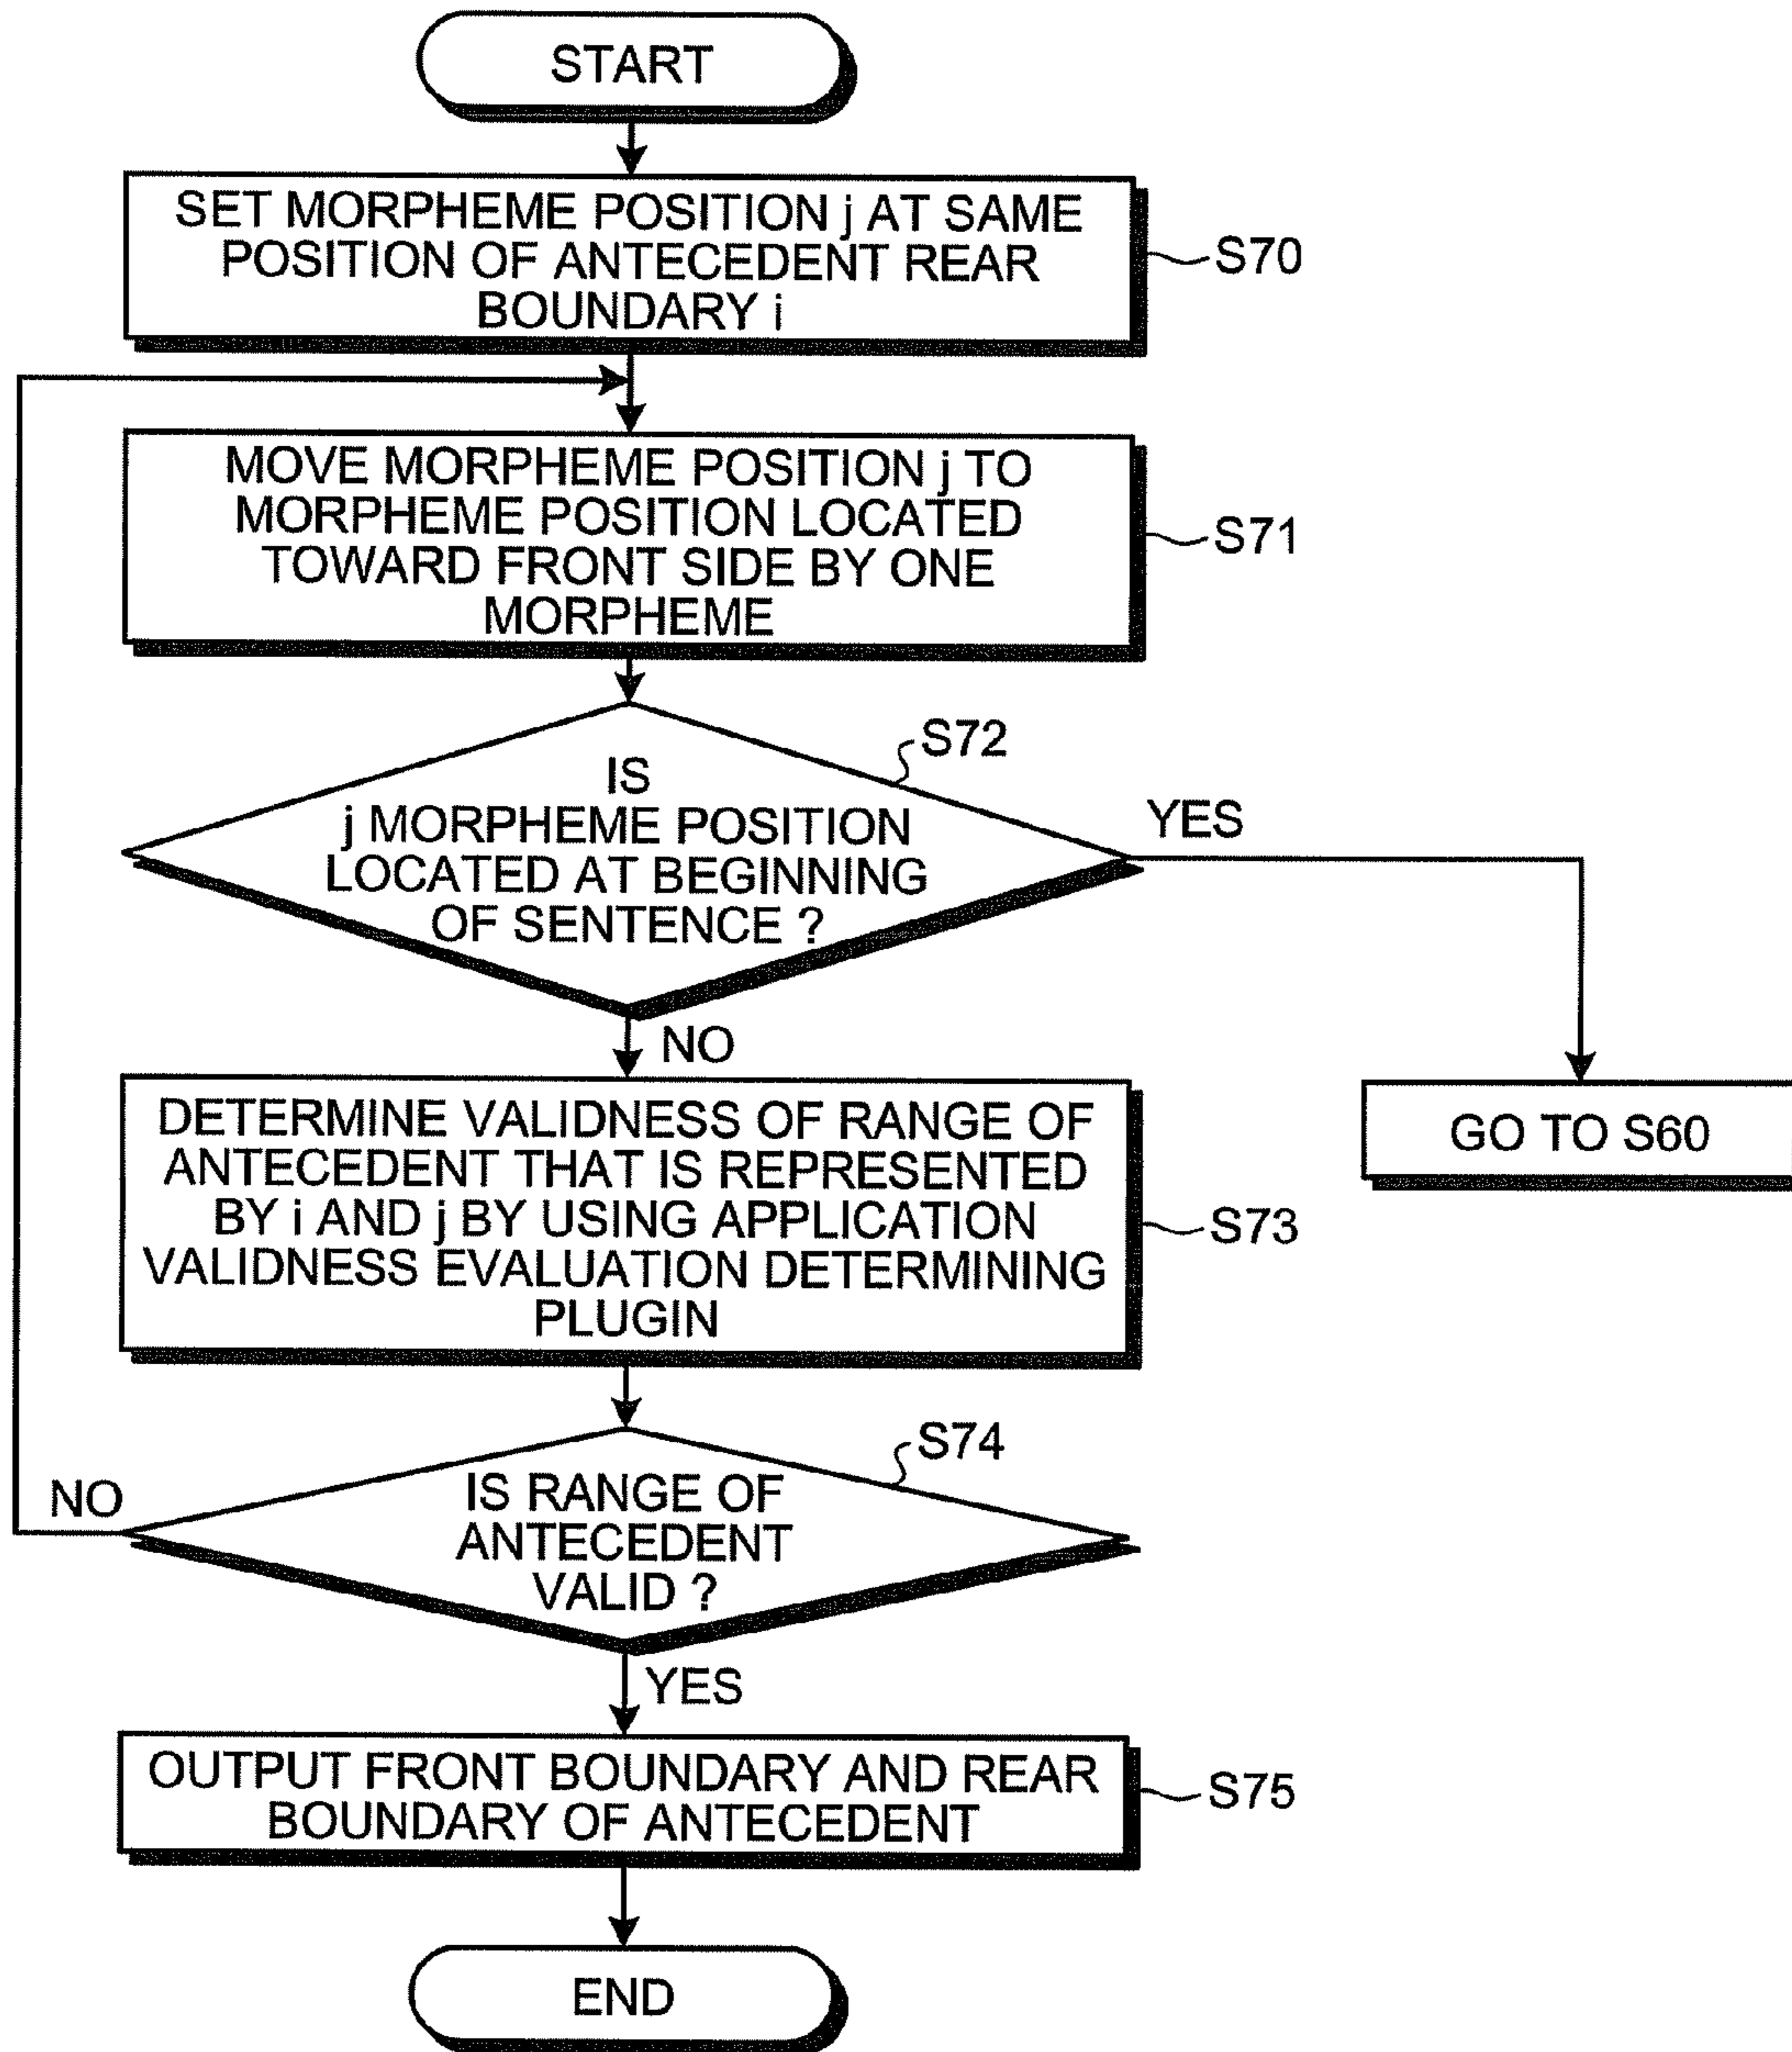 START
SET MORPHEME POSITION j AT SAME
POSITION OF ANTECEDENT REAR
BOUNDARY i
S70
MOVE MORPHEME POSITION j TO
MORPHEME POSITION LOCATED
TOWARD FRONT SIDE BY ONE
MORPHEME
S71
S72
IS
j MORPHEME POSITION
LOCATED AT BEGINNING
OF SENTENCE ?
YES
NO
GO TO S60
DETERMINE VALIDNESS OF RANGE OF
ANTECEDENT THAT IS REPRESENTED
BY i AND j BY USING APPLICATION
VALIDNESS EVALUATION DETERMINING
PLUGIN
S73
S74
NO
IS RANGE OF
ANTECEDENT
VALID ?
YES
OUTPUT FRONT BOUNDARY AND REAR
BOUNDARY OF ANTECEDENT
S75
END